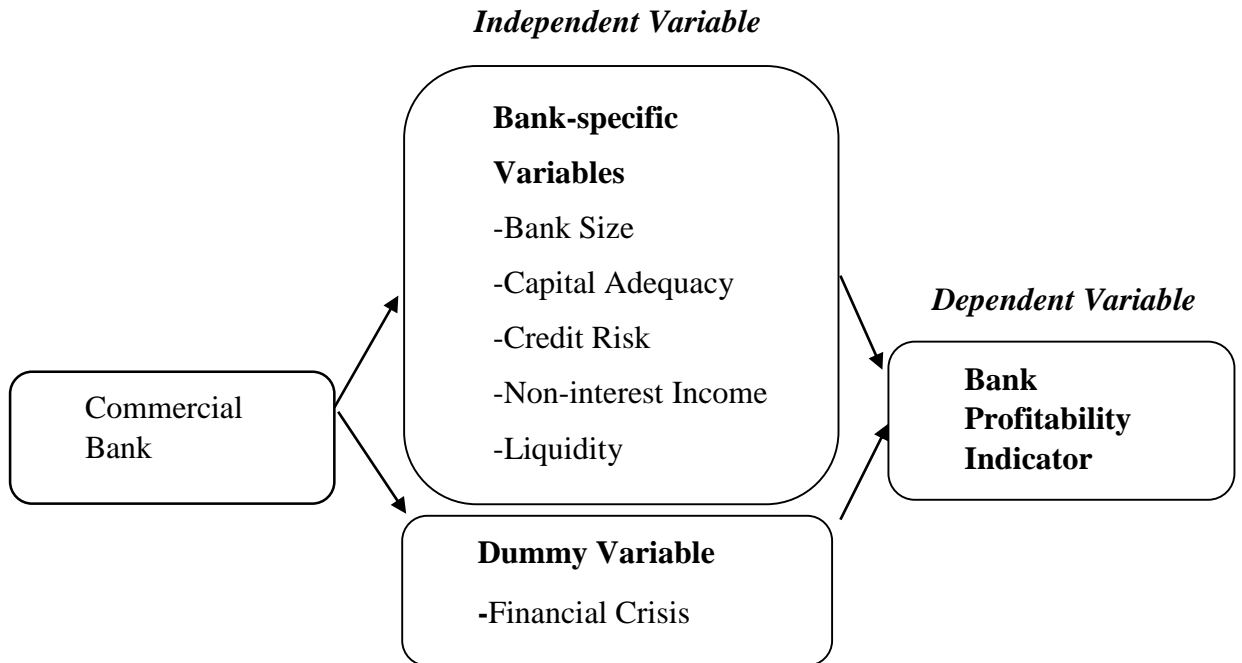 Independent Variable
Bank-specific
Variables
-Bank Size
-Capital Adequacy
-Credit Risk
-Non-interest Income
-Liquidity
Dependent Variable
Commercial
Bank
Bank
Profitability
Indicator
Dummy Variable
-Financial Crisis